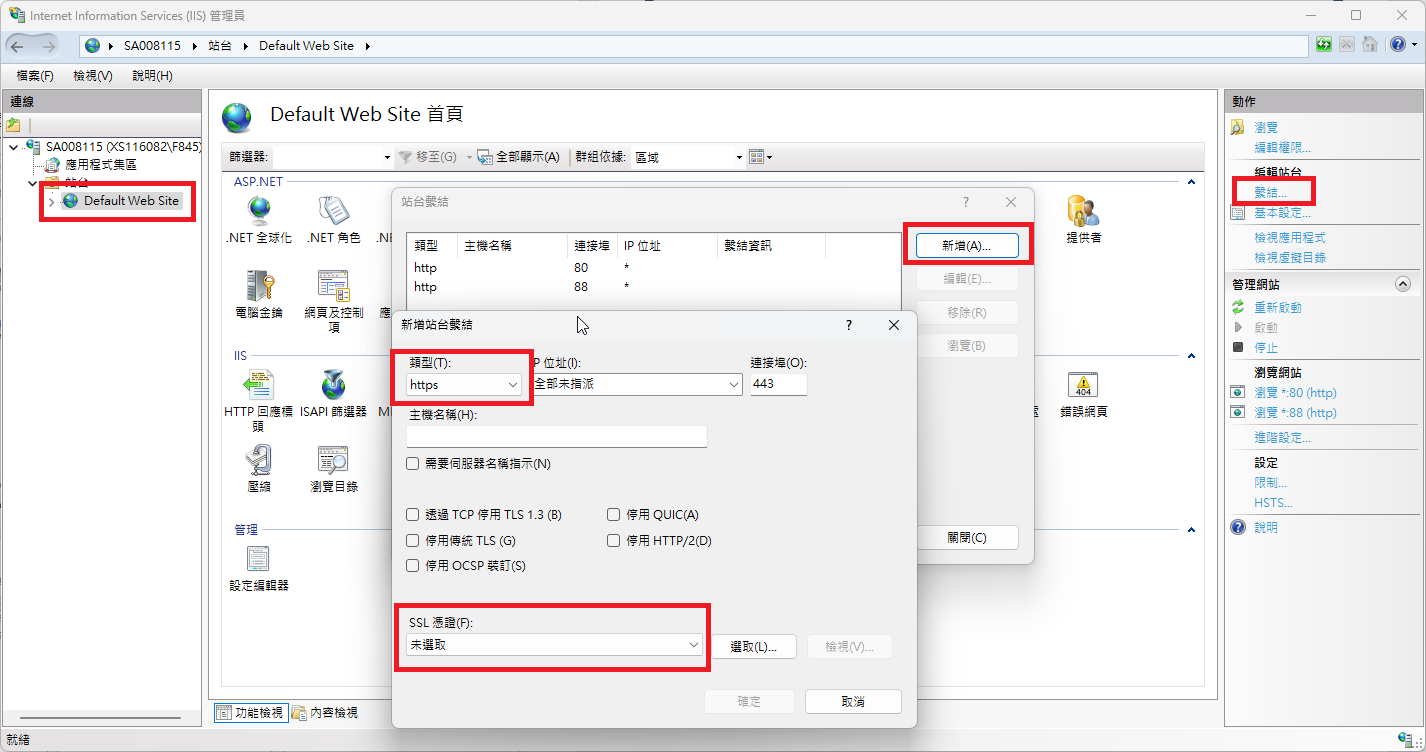 Internet Information Services (IIS) 管理員
SA008115 站台 Default Web Site
檔案(F) 檢視(V) 說明(H)
連線
SA008115 (XS116082\F845)
應用程式集區
站台
Default Web Site
Default Web Site 首頁
篩選器: 移至(G) 全部顯示(A) 群組依據: 區域
ASP.NET
.NET 全球化
.NET 角色
提供者
電腦金鑰
網頁及控制項
IIS
HTTP 回應標頭
ISAPI 篩選器
404
錯誤網頁
壓縮
瀏覽目錄
管理
設定編輯器
功能檢視 內容檢視
就緒
站台繫結
?
類型 主機名稱 連接埠 IP 位址 繫結資訊
http 80 *
http 88 *
新增(A)...
編輯(E)...
移除(R)
瀏覽(B)
關閉(C)
新增站台繫結
?
類型(T): IP 位址(I): 連接埠(O):
https 全部未指派 443
主機名稱(H):
需要伺服器名稱指示(N)
透過 TCP 停用 TLS 1.3 (B) 停用 QUIC(A)
停用傳統 TLS (G) 停用 HTTP/2(D)
停用 OCSP 裝訂(S)
SSL 憑證(F):
未選取 選取(L)... 檢視(V)...
確定 取消
動作
瀏覽
編輯權限...
編輯站台
繫結...
基本設定...
檢視應用程式
檢視虛擬目錄
管理網站
重新啟動
啟動
停止
瀏覽網站
瀏覽 *:80 (http)
瀏覽 *:88 (http)
進階設定...
設定
限制...
HSTS...
說明